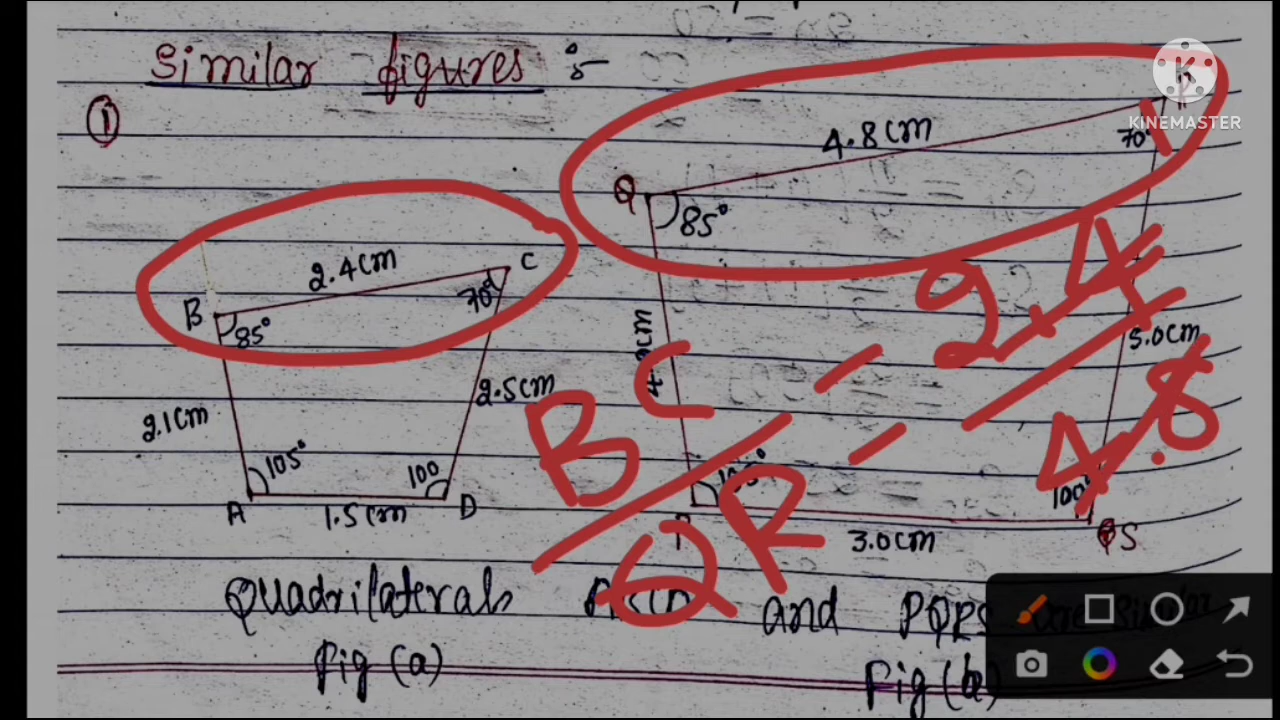 Similar figures :-
①
KINEMASTER
4.8cm
70
Q
85°
2.4cm
C
B
85°
70°
2.4
5.0cm
BC
=
2.5cm
2.1cm
4.8
QR
105°
100
100
A
1.5cm
D
3.0cm
S
Quadrilaterals and
Fig (a)
Fig (b)